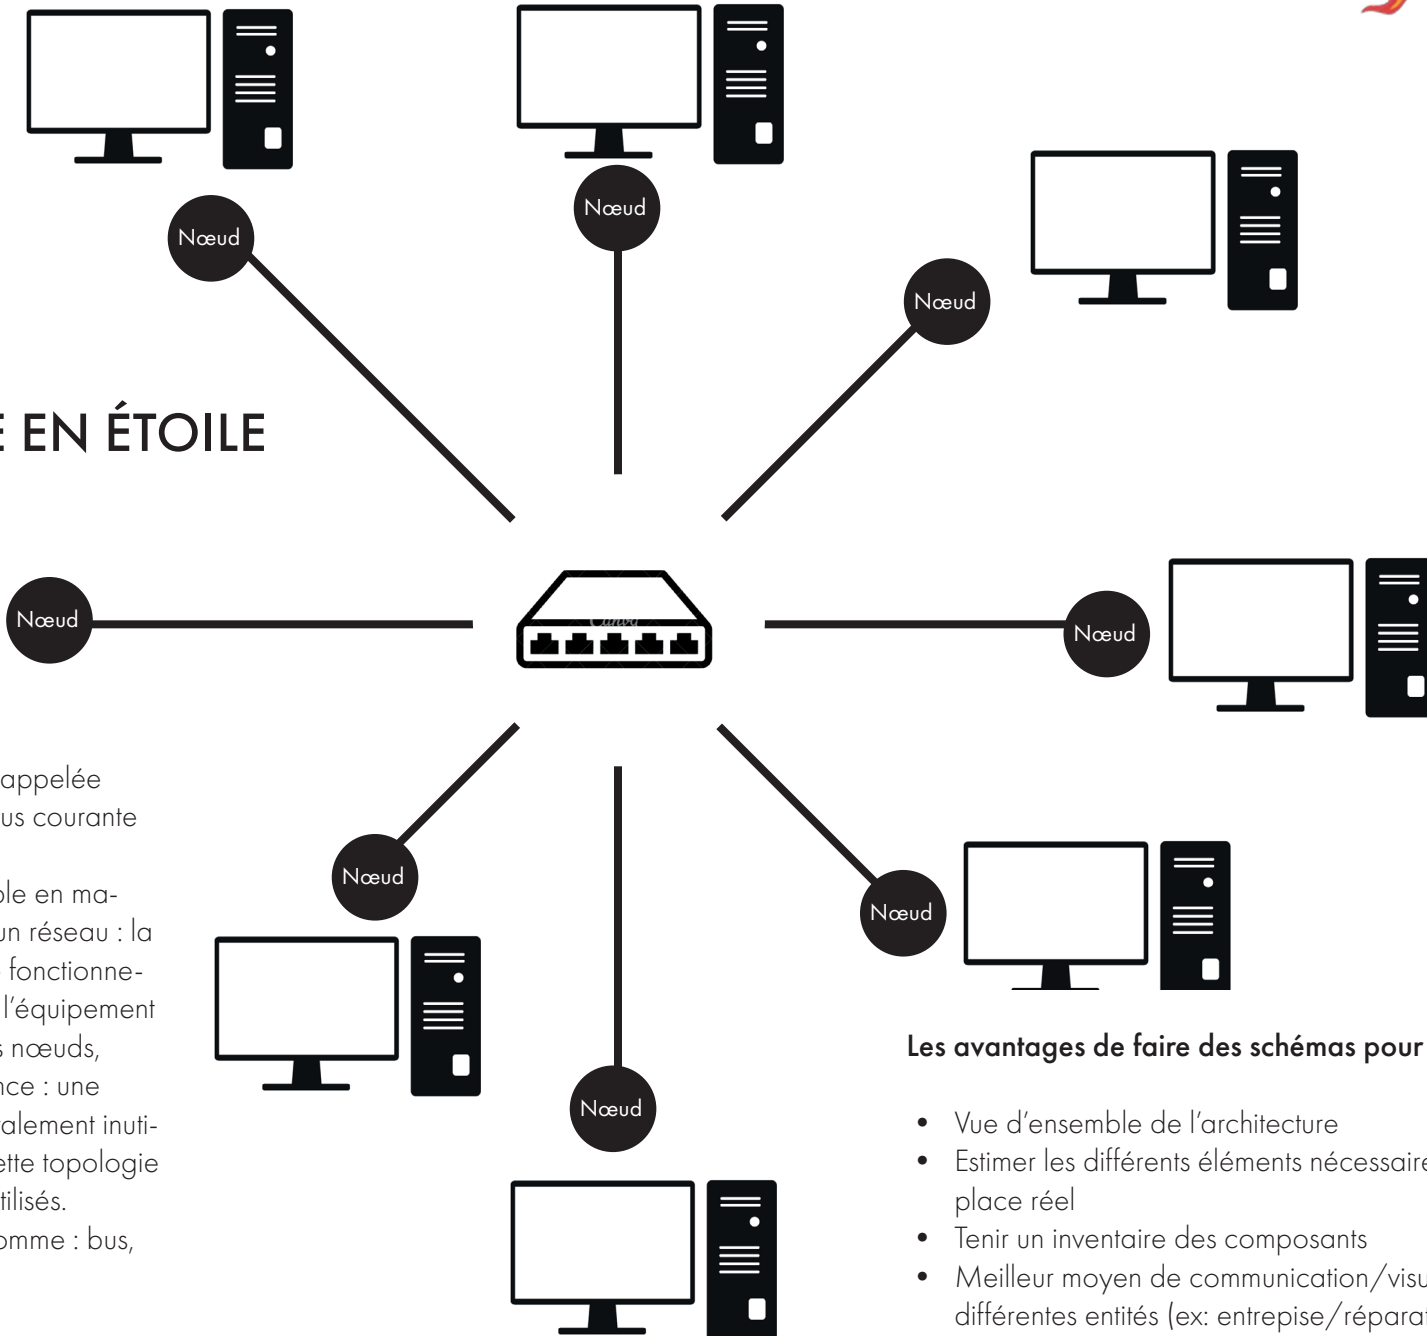 Nœud
Nœud
Nœud
E EN ÉTOILE
Nœud
Canva
Nœud
appelée
us courante
ble en ma-
un réseau : la
e fonctionne-
l'équipement
s nœuds,
nce : une
alement inuti-
ette topologie
tilisés.
omme : bus,
Nœud
Nœud
Nœud
Les avantages de faire des schémas pour
• Vue d'ensemble de l'architecture
• Estimer les différents éléments nécessaire
place réel
• Tenir un inventaire des composants
• Meilleur moyen de communication/visu
différentes entités (ex: entrepise/réparat